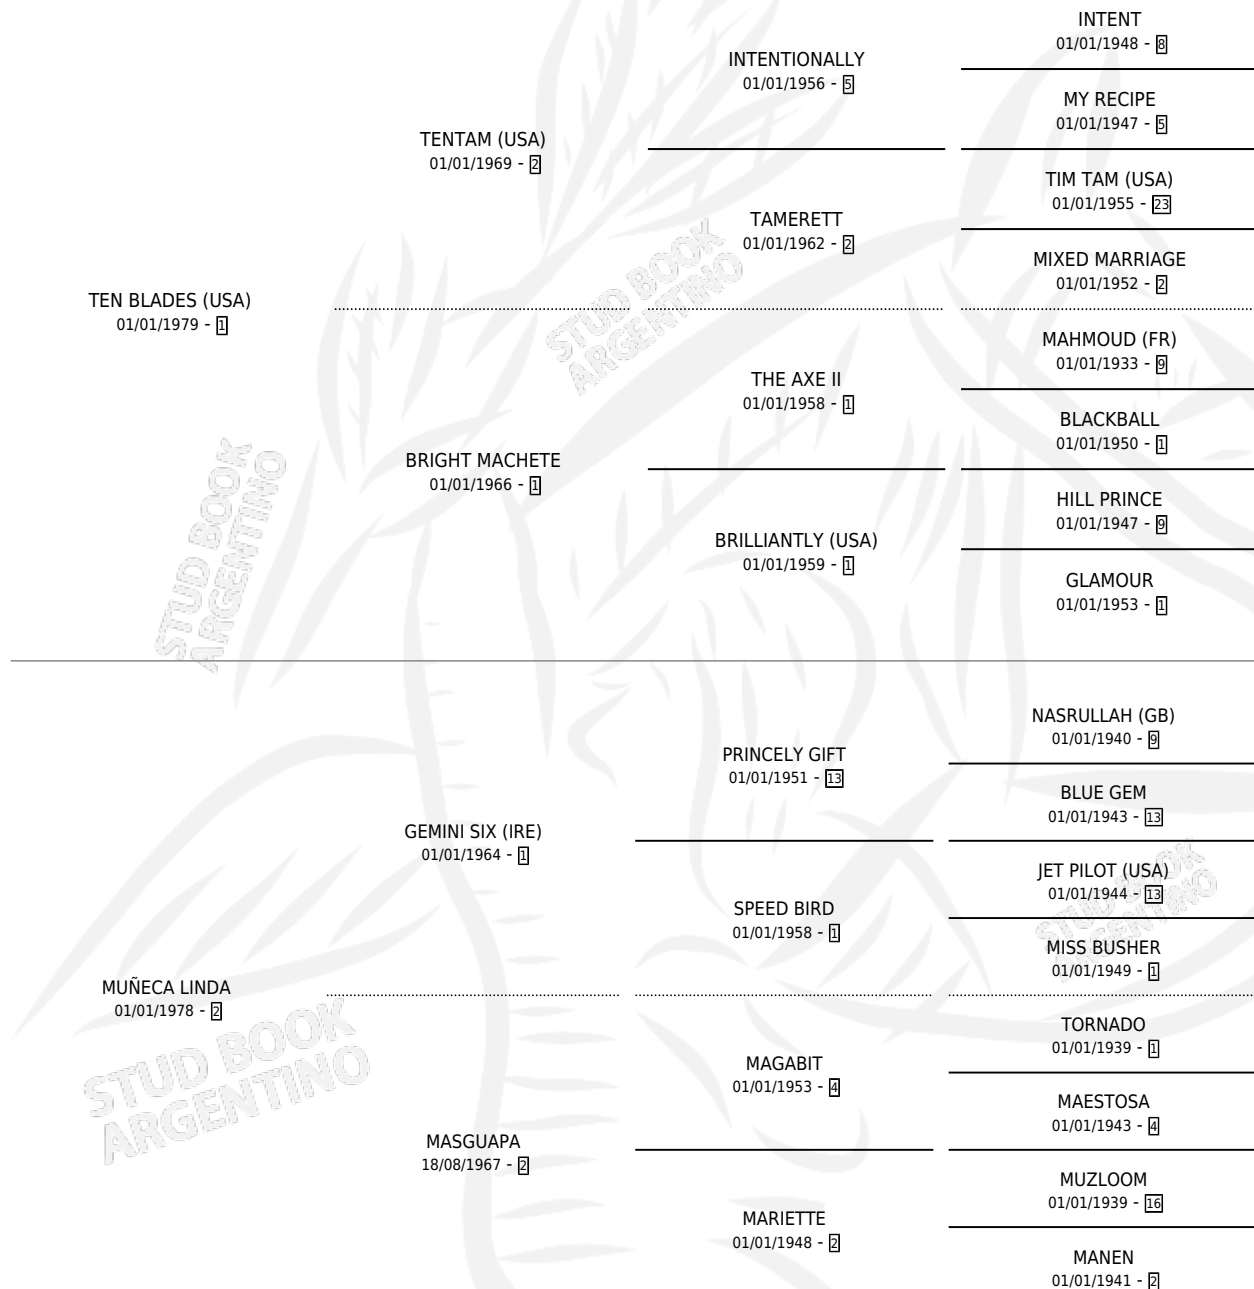 INTENT
01/01/1948 - 8
INTENTIONALLY
01/01/1956 - 5
MY RECIPE
01/01/1947 - 5
TENTAM (USA)
01/01/1969 - 2
TIM TAM (USA)
01/01/1955 - 23
TAMERETT
01/01/1962 - 2
MIXED MARRIAGE
01/01/1952 - 2
TEN BLADES (USA)
01/01/1979 - 1
MAHMOUD (FR)
01/01/1933 - 9
THE AXE II
01/01/1958 - 1
BLACKBALL
01/01/1950 - 1
BRIGHT MACHETE
01/01/1966 - 1
HILL PRINCE
01/01/1947 - 9
BRILLIANTLY (USA)
01/01/1959 - 1
GLAMOUR
01/01/1953 - 1
NASRULLAH (GB)
01/01/1940 - 9
PRINCELY GIFT
01/01/1951 - 13
BLUE GEM
01/01/1943 - 13
GEMINI SIX (IRE)
01/01/1964 - 1
JET PILOT (USA)
01/01/1944 - 13
SPEED BIRD
01/01/1958 - 1
MISS BUSHER
01/01/1949 - 1
MUÑECA LINDA
01/01/1978 - 2
TORNADO
01/01/1939 - 1
MAGABIT
01/01/1953 - 4
MAESTOSA
01/01/1943 - 4
MASGUAPA
18/08/1967 - 2
MUZLOOM
01/01/1939 - 16
MARIETTE
01/01/1948 - 2
MANEN
01/01/1941 - 2
STUD BOOK
ARGENTINO
STUD BOOK
ARGENTINO
STUD BOOK
ARGENTINO
STUD BOOK
ARGENTINO